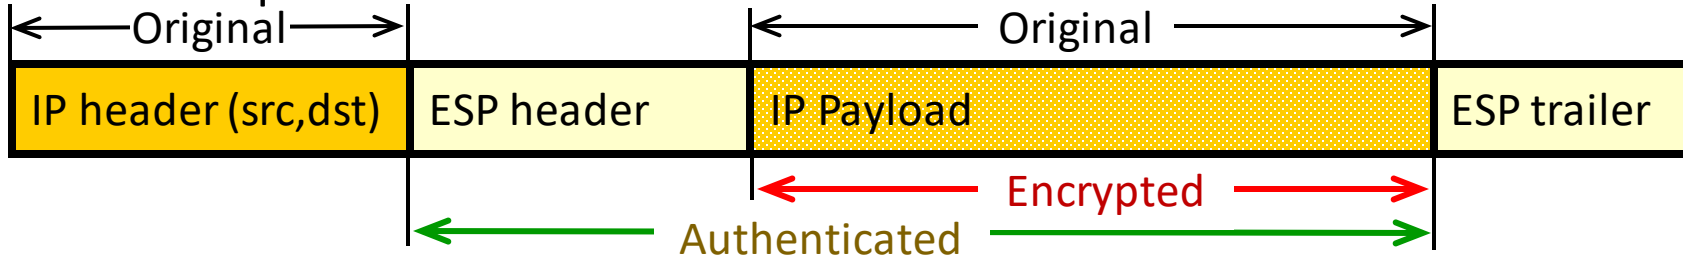 Original Original
IP header (src,dst) ESP header IP Payload ESP trailer
Encrypted
Authenticated